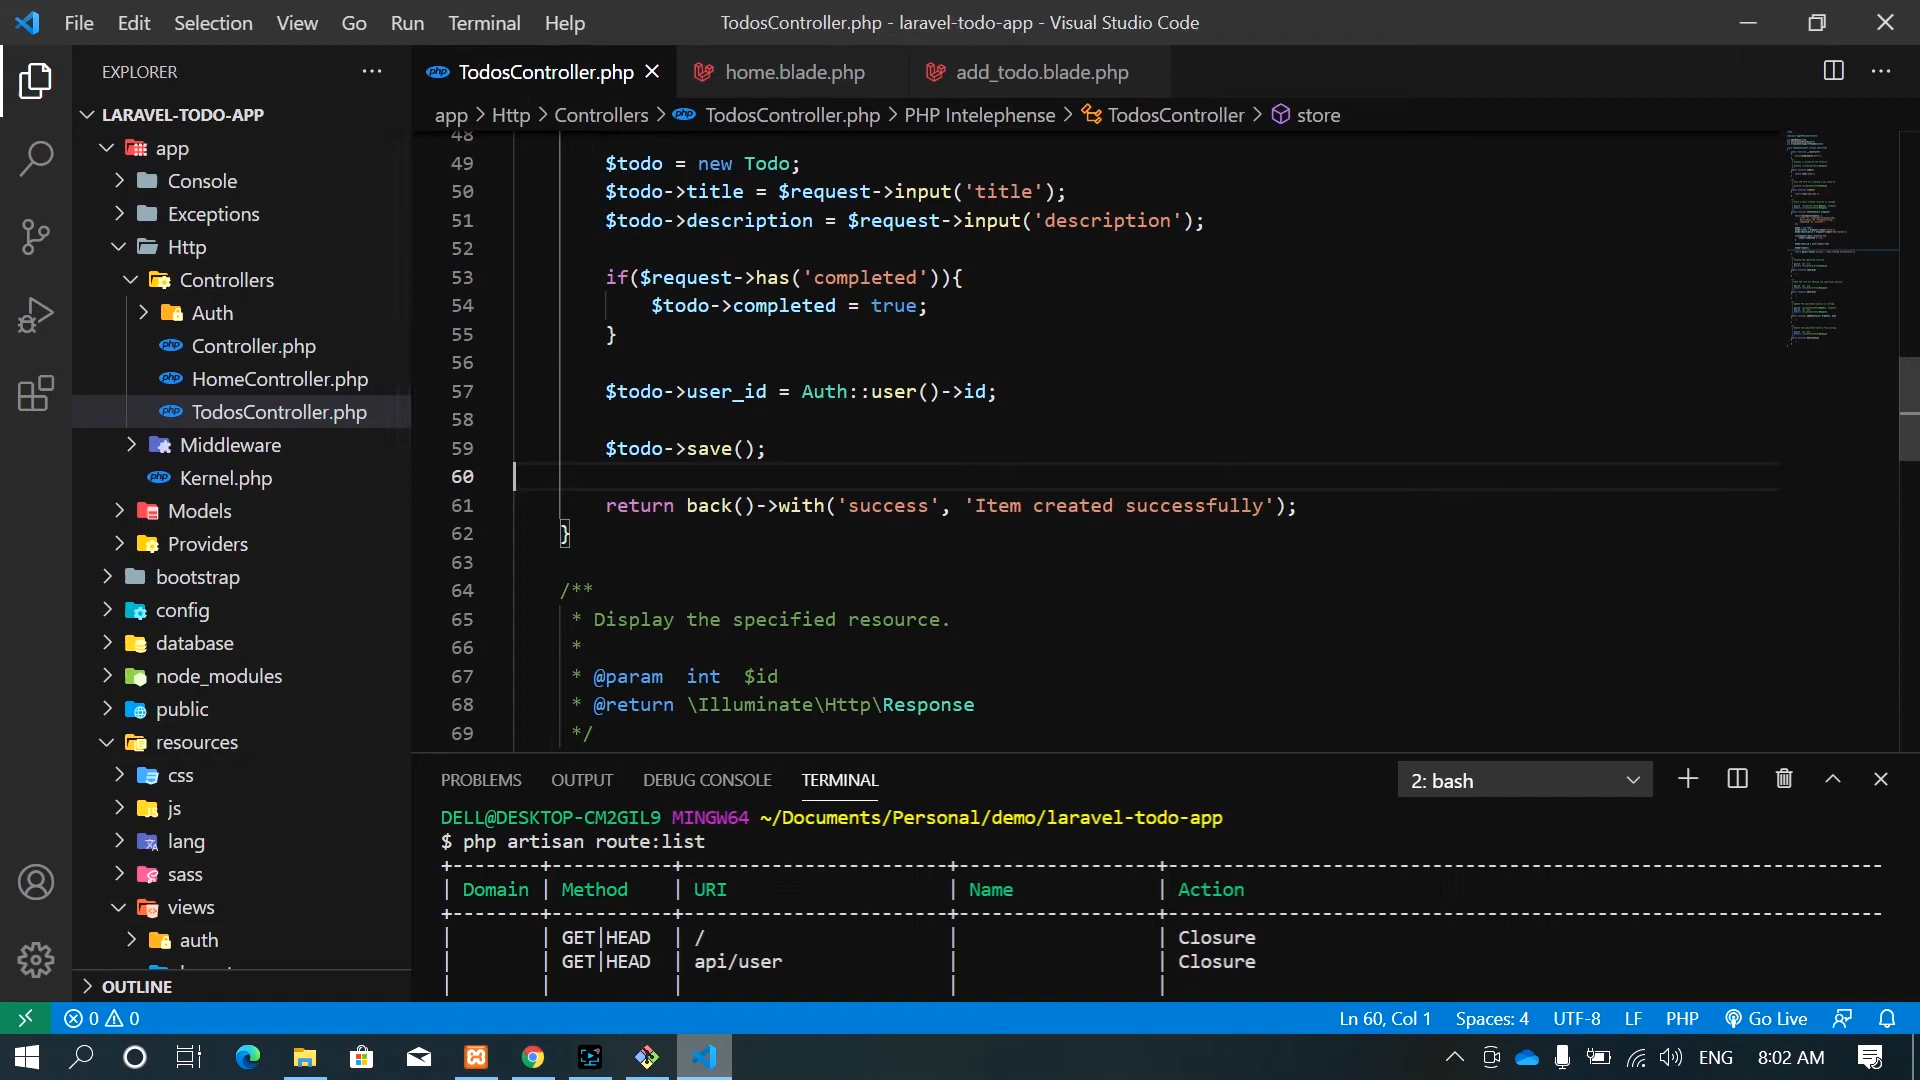 File Edit Selection View Go Run Terminal Help
TodosController.php - laravel-todo-app - Visual Studio Code
EXPLORER
LARAVEL-TODO-APP
app
Console
Exceptions
Http
Controllers
Auth
Controller.php
HomeController.php
TodosController.php
Middleware
Kernel.php
Models
Providers
bootstrap
config
database
node_modules
public
resources
css
js
lang
sass
views
auth
OUTLINE
TodosController.php home.blade.php add_todo.blade.php
app > Http > Controllers > TodosController.php > PHP Intelephense > TodosController > store
48
49 $todo = new Todo;
50 $todo->title = $request->input('title');
51 $todo->description = $request->input('description');
52
53 if($request->has('completed')){
54 $todo->completed = true;
55 }
56
57 $todo->user_id = Auth::user()->id;
58
59 $todo->save();
60
61 return back()->with('success', 'Item created successfully');
62 }
63
64 /**
65 * Display the specified resource.
66 *
67 * @param int $id
68 * @return \Illuminate\Http\Response
69 */
PROBLEMS OUTPUT DEBUG CONSOLE TERMINAL 2: bash
DELL@DESKTOP-CM2GIL9 MINGW64 ~/Documents/Personal/demo/laravel-todo-app
$ php artisan route:list
| Domain | Method | URI | Name | Action
| | GET|HEAD | / | | Closure
| | GET|HEAD | api/user | | Closure
0 0 Ln 60, Col 1 Spaces: 4 UTF-8 LF PHP Go Live
ENG 8:02 AM